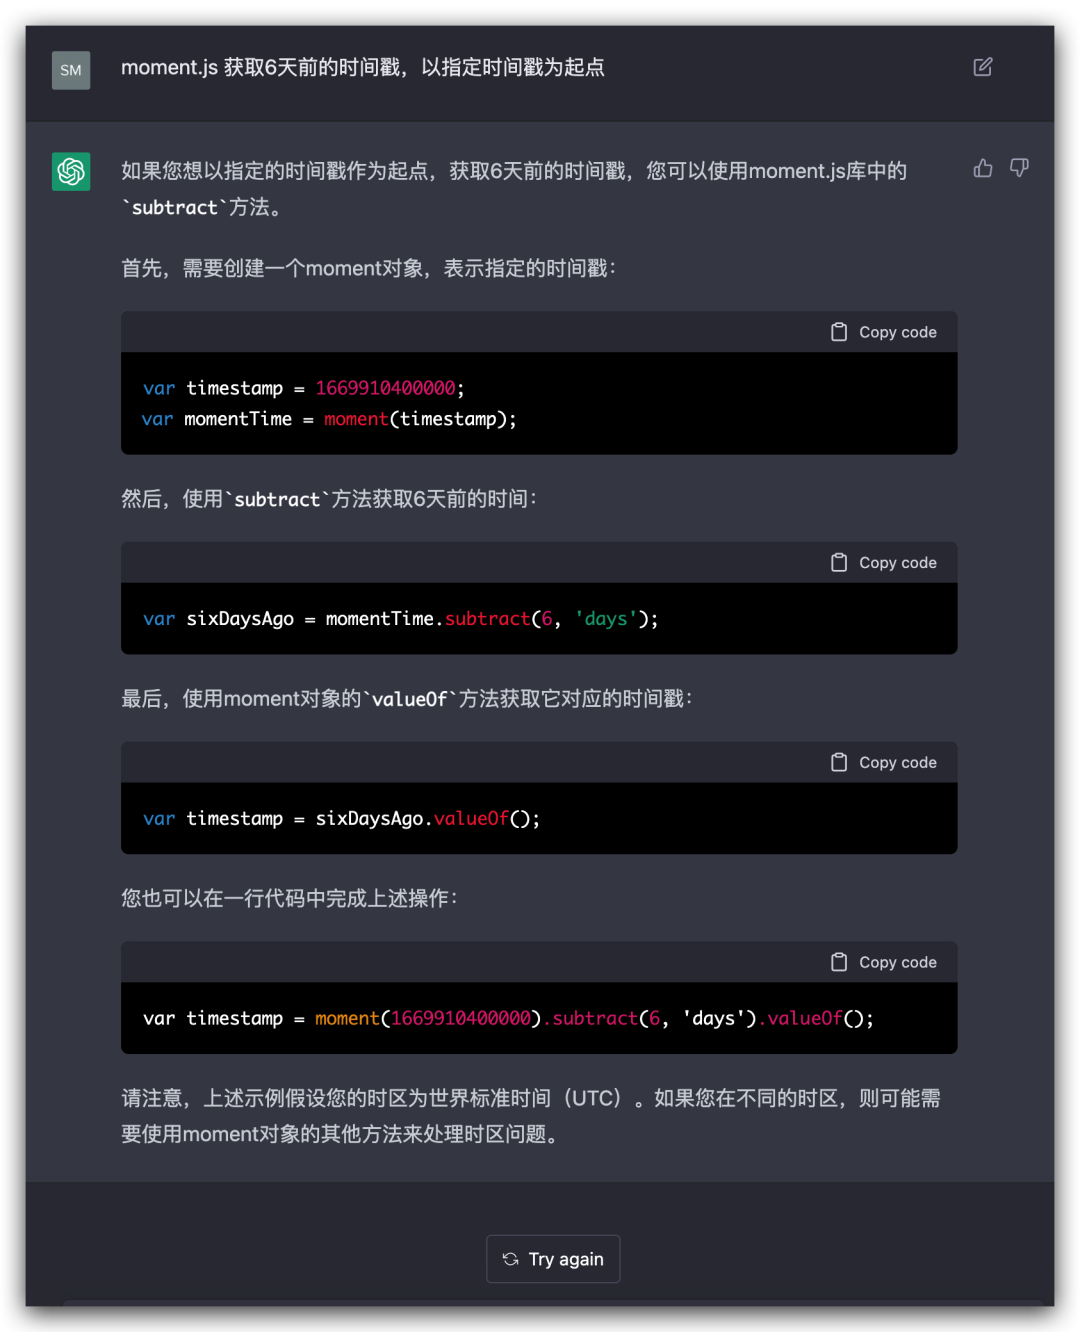 SM
moment.js 获取6天前的时间戳，以指定时间戳为起点
如果您想以指定的时间戳作为起点，获取6天前的时间戳，您可以使用moment.js库中的
`subtract`方法。
首先，需要创建一个moment对象，表示指定的时间戳：
Copy code
var timestamp = 1669910400000;
var momentTime = moment(timestamp);
然后，使用`subtract`方法获取6天前的时间：
Copy code
var sixDaysAgo = momentTime.subtract(6, 'days');
最后，使用moment对象的`valueOf`方法获取它对应的时间戳：
Copy code
var timestamp = sixDaysAgo.valueOf();
您也可以在一行代码中完成上述操作：
Copy code
var timestamp = moment(1669910400000).subtract(6, 'days').valueOf();
请注意，上述示例假设您的时区为世界标准时间（UTC）。如果您在不同的时区，则可能需
要使用moment对象的其他方法来处理时区问题。
Try again